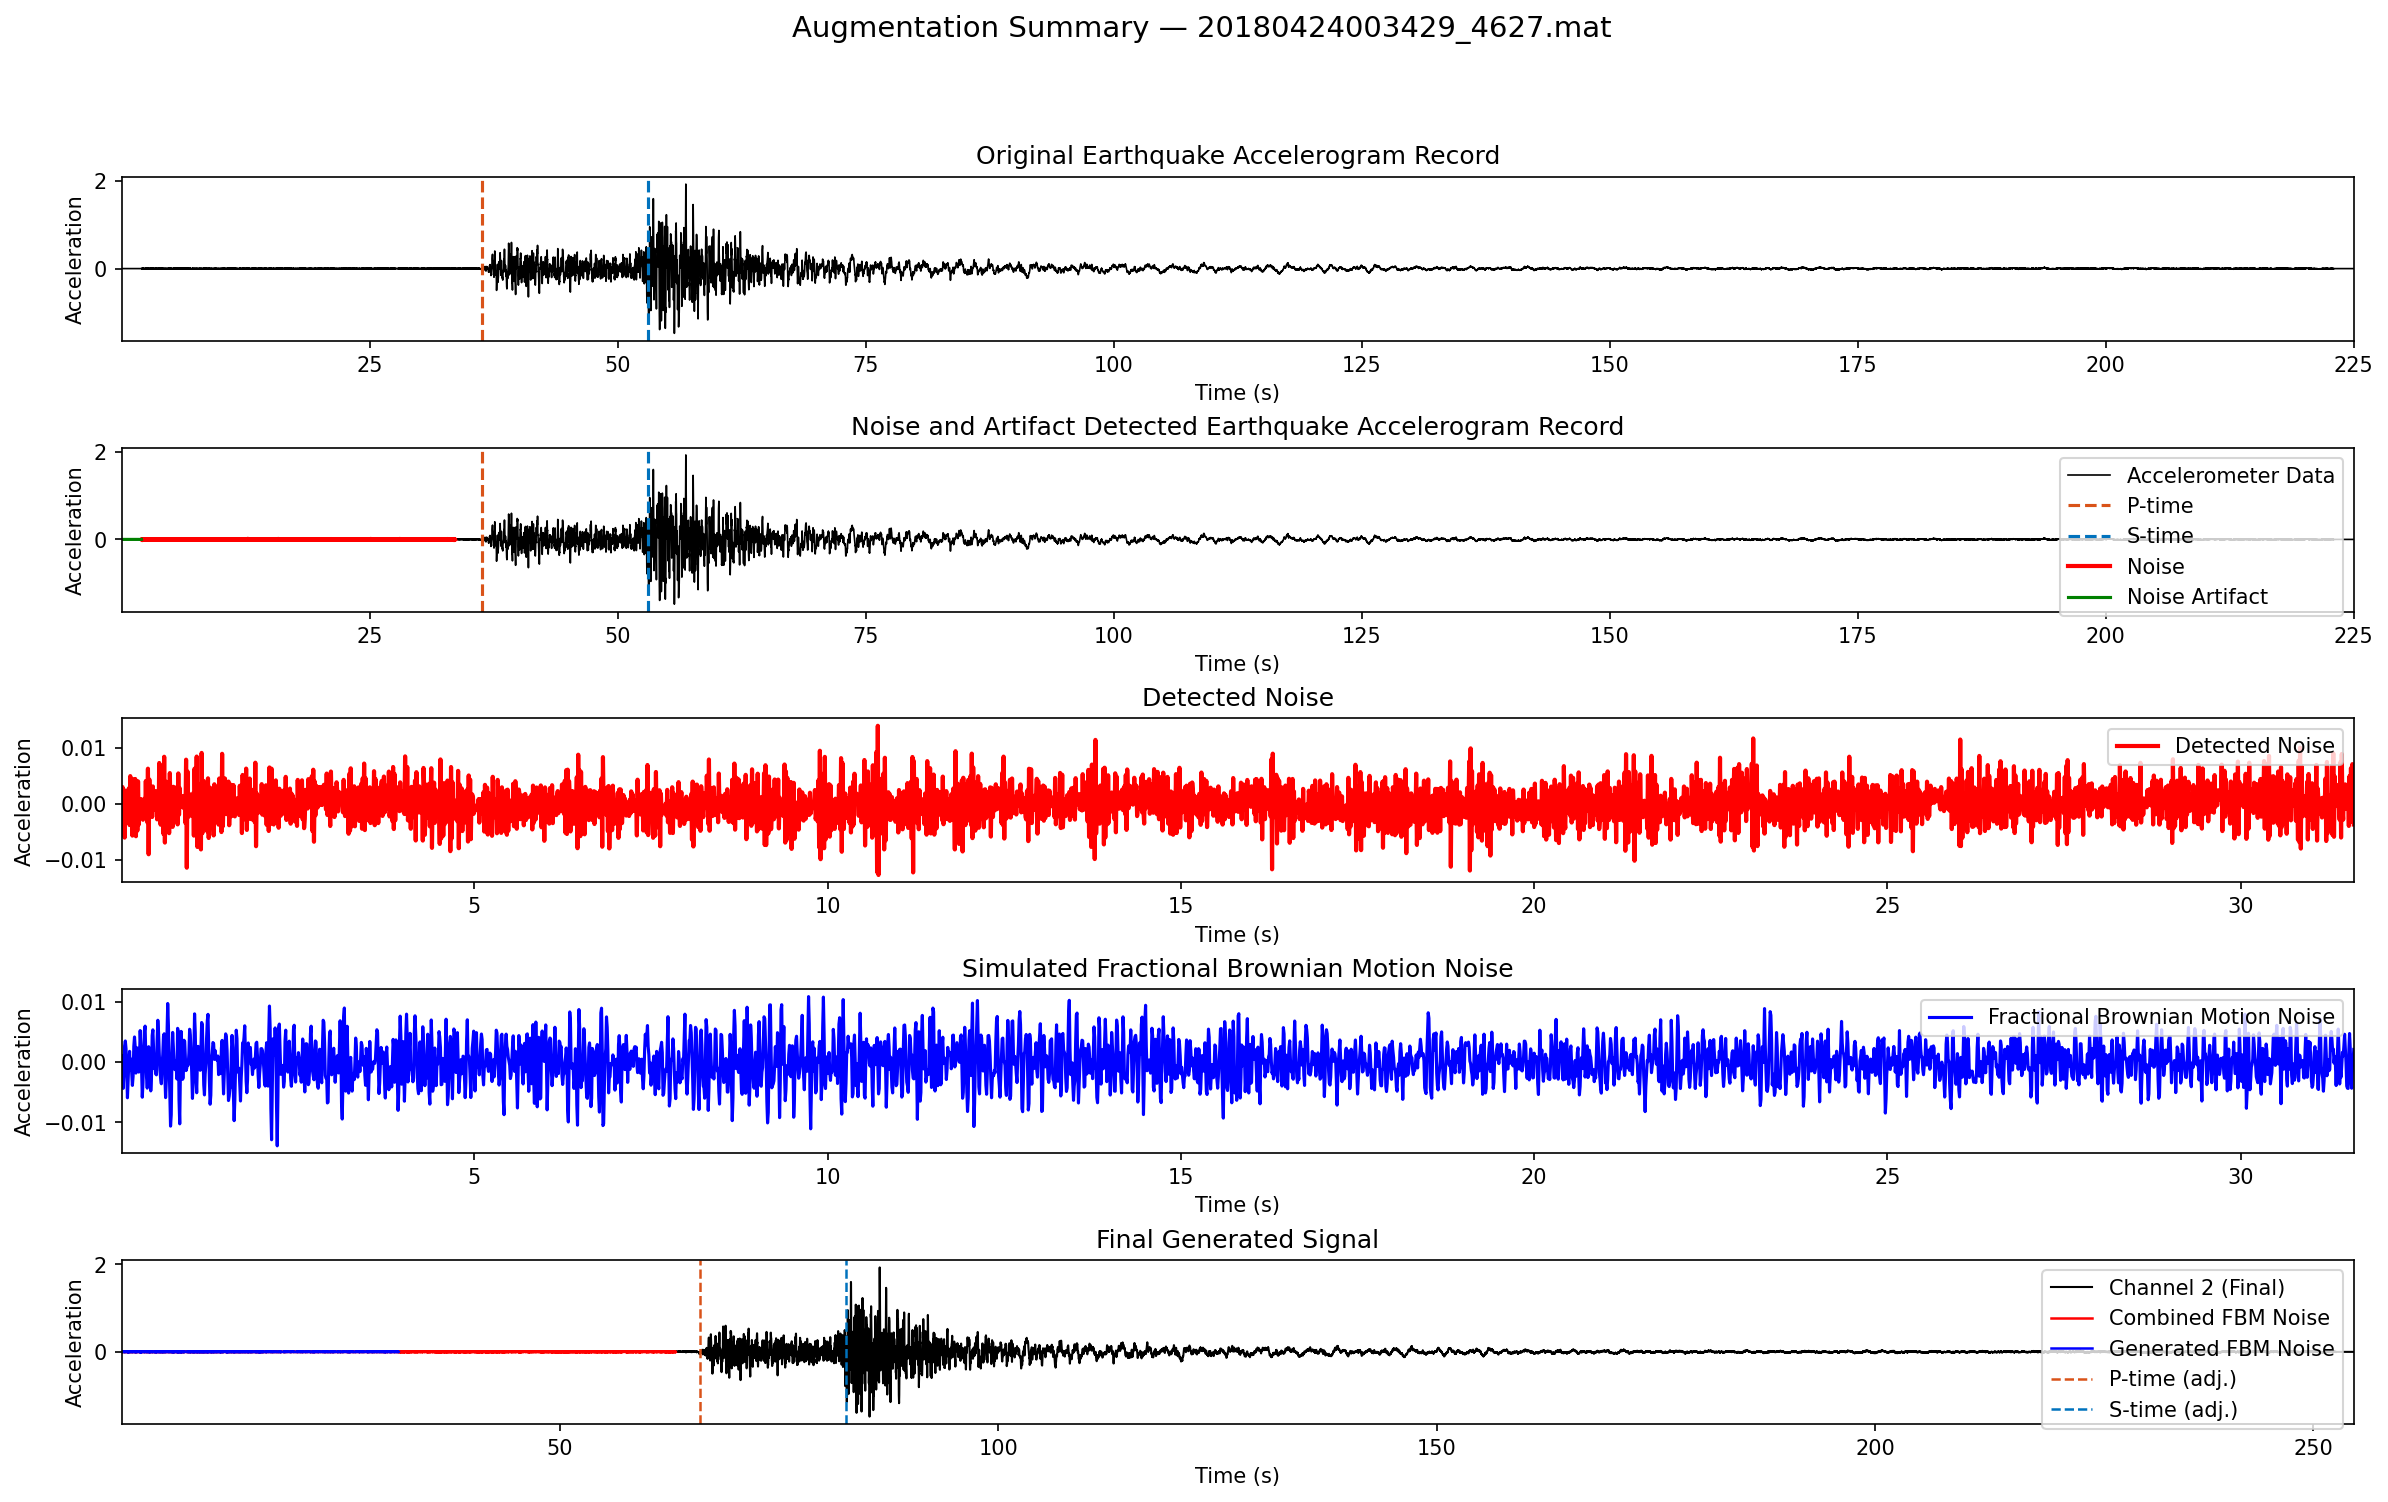 Augmentation Summary — 20180424003429_4627.mat
Original Earthquake Accelerogram Record
Acceleration
2
0
25 50 75 100 125 150 175 200 225
Time (s)
Noise and Artifact Detected Earthquake Accelerogram Record
Acceleration
2
0
Accelerometer Data
P-time
S-time
Noise
Noise Artifact
25 50 75 100 125 150 175 200 225
Time (s)
Detected Noise
Acceleration
0.01
0.00
−0.01
Detected Noise
5 10 15 20 25 30
Time (s)
Simulated Fractional Brownian Motion Noise
Acceleration
0.01
0.00
−0.01
Fractional Brownian Motion Noise
5 10 15 20 25 30
Time (s)
Final Generated Signal
Acceleration
2
0
Channel 2 (Final)
Combined FBM Noise
Generated FBM Noise
P-time (adj.)
S-time (adj.)
50 100 150 200 250
Time (s)